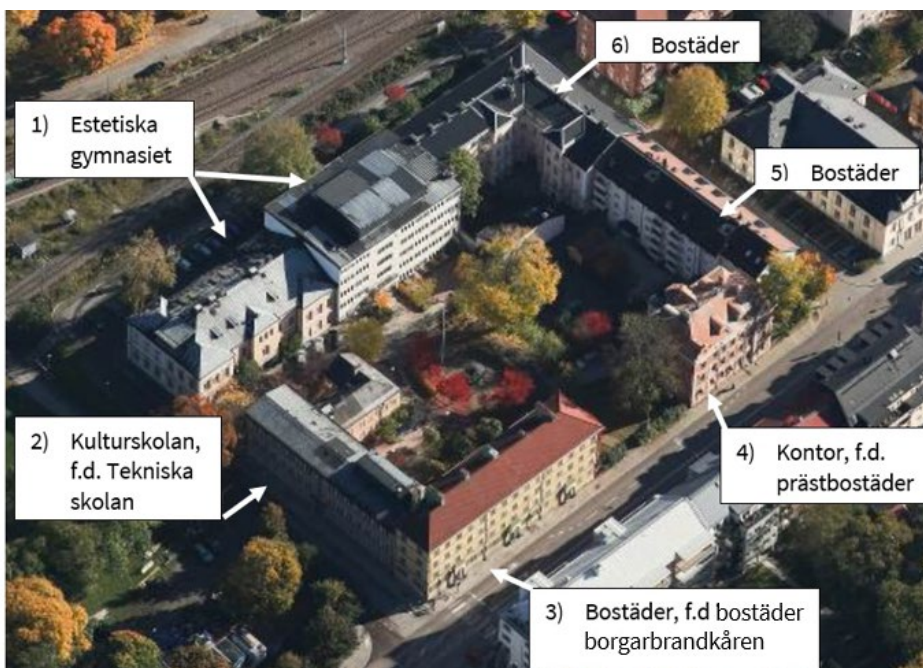 6) Bostäder
1) Estetiska
gymnasiet
5) Bostäder
2) Kulturskolan,
f.d. Tekniska
skolan
4) Kontor, f.d.
prästbostäder
3) Bostäder, f.d bostäder
borgarbrandkåren